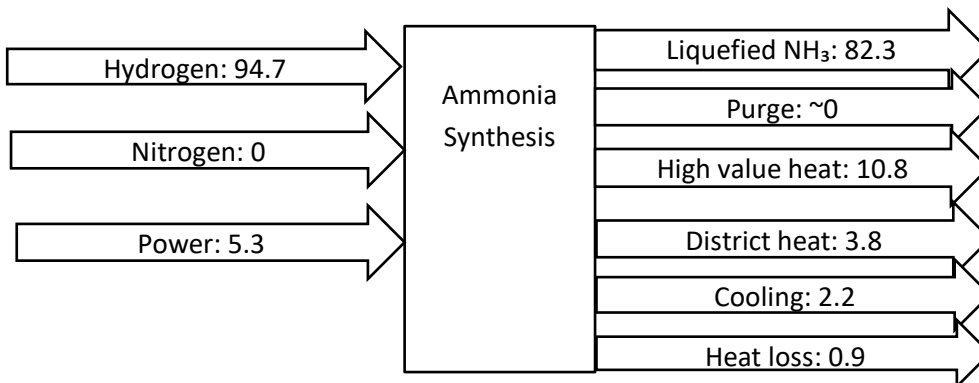 Hydrogen: 94.7
Nitrogen: 0
Power: 5.3
Ammonia
Synthesis
Liquefied NH₃: 82.3
Purge: ~0
High value heat: 10.8
District heat: 3.8
Cooling: 2.2
Heat loss: 0.9